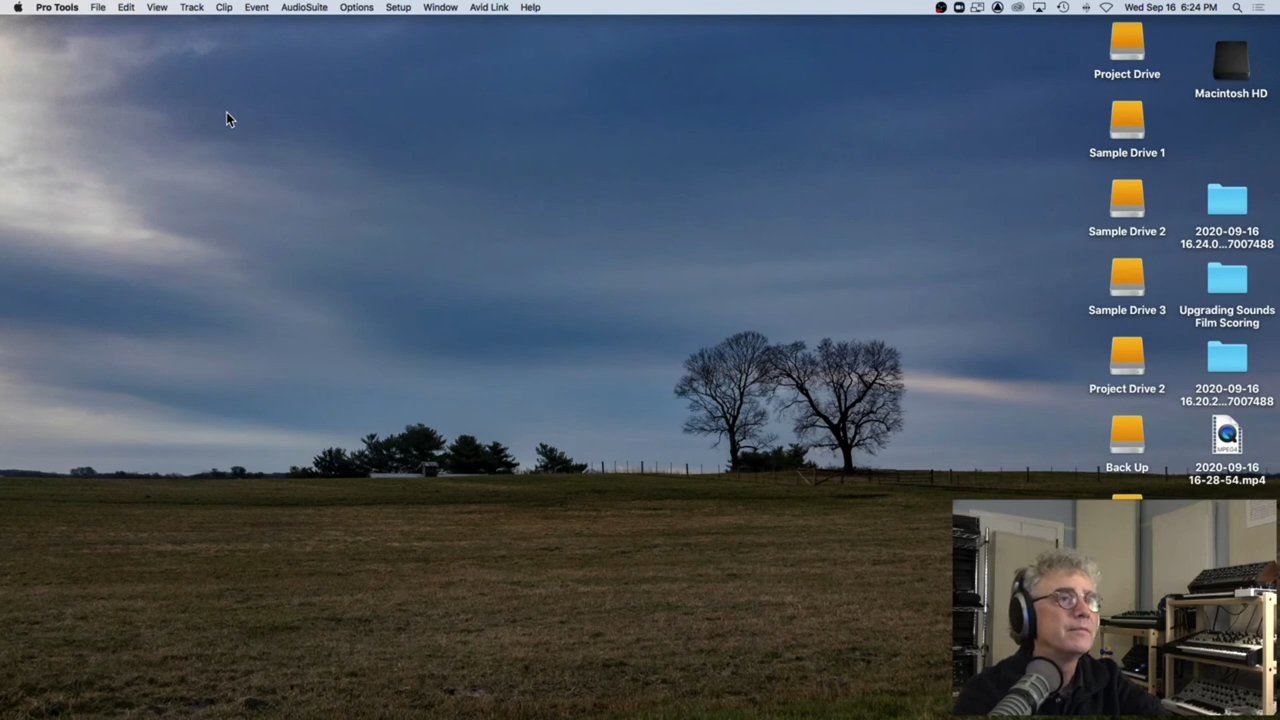 Pro Tools File Edit View Track Clip Event AudioSuite Options Setup Window Avid Link Help Wed Sep 16 6:24 PM
Project Drive
Macintosh HD
Sample Drive 1
Sample Drive 2
2020-09-16
16.24.0...7007488
Sample Drive 3
Upgrading Sounds
Film Scoring
Project Drive 2
2020-09-16
16.20.2...7007488
MPEG4
Back Up
2020-09-16
16-28-54.mp4